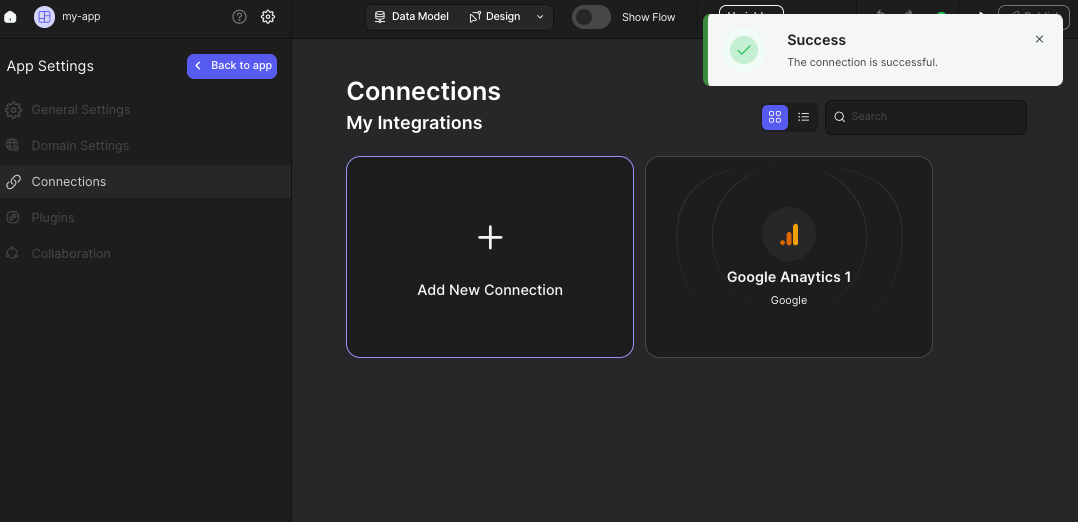 my-app
Data Model
Design
Show Flow
App Settings
Back to app
General Settings
Domain Settings
Connections
Plugins
Collaboration
Success
The connection is successful.
Connections
My Integrations
Search
Add New Connection
Google Anaytics 1
Google